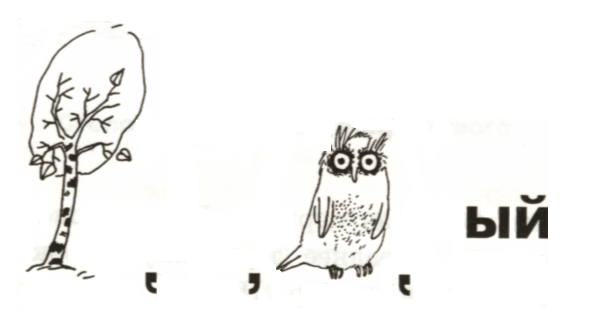 , , , ый